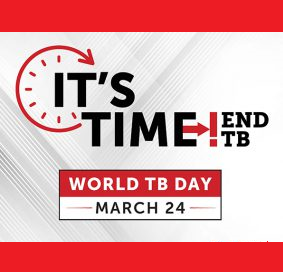 IT'S
TIME! END
TB
WORLD TB DAY
MARCH 24